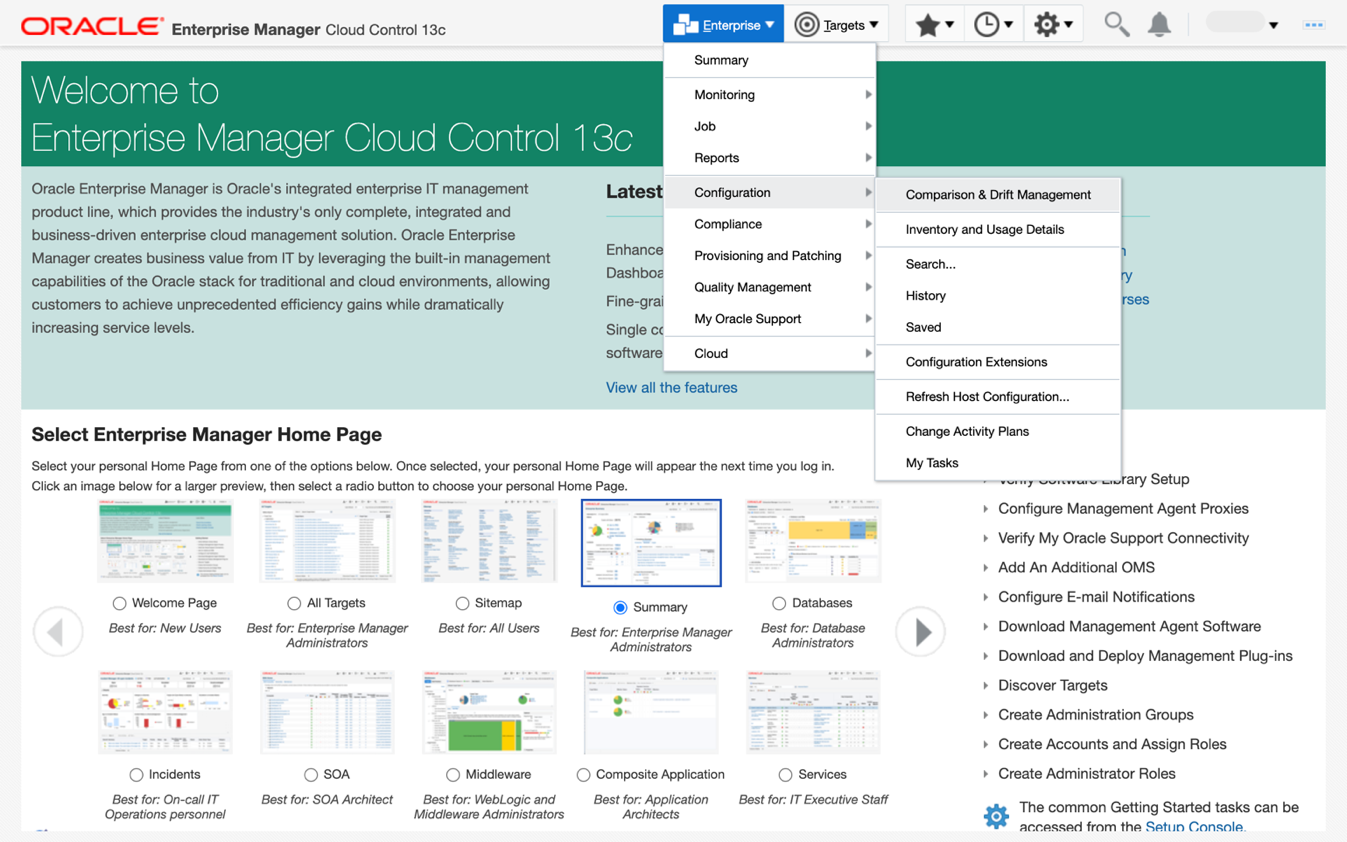 ORACLE Enterprise Manager Cloud Control 13c
Enterprise
Targets
Summary
Monitoring
Job
Reports
Configuration
Compliance
Provisioning and Patching
Quality Management
My Oracle Support
Cloud
Comparison & Drift Management
Inventory and Usage Details
Search...
History
Saved
Configuration Extensions
Refresh Host Configuration...
Change Activity Plans
My Tasks
Welcome to
Enterprise Manager Cloud Control 13c
Oracle Enterprise Manager is Oracle's integrated enterprise IT management
product line, which provides the industry's only complete, integrated and
business-driven enterprise cloud management solution. Oracle Enterprise
Manager creates business value from IT by leveraging the built-in management
capabilities of the Oracle stack for traditional and cloud environments, allowing
customers to achieve unprecedented efficiency gains while dramatically
increasing service levels.
Latest
Enhance
Dashboa
Fine-grai
Single co
software
View all the features
Select Enterprise Manager Home Page
Select your personal Home Page from one of the options below. Once selected, your personal Home Page will appear the next time you log in.
Click an image below for a larger preview, then select a radio button to choose your personal Home Page.
Welcome Page
Best for: New Users
All Targets
Best for: Enterprise Manager
Administrators
Sitemap
Best for: All Users
Summary
Best for: Enterprise Manager
Administrators
Databases
Best for: Database
Administrators
Incidents
Best for: On-call IT
Operations personnel
SOA
Best for: SOA Architect
Middleware
Best for: WebLogic and
Middleware Administrators
Composite Application
Best for: Application
Architects
Services
Best for: IT Executive Staff
Verify Software Library Setup
Configure Management Agent Proxies
Verify My Oracle Support Connectivity
Add An Additional OMS
Configure E-mail Notifications
Download Management Agent Software
Download and Deploy Management Plug-ins
Discover Targets
Create Administration Groups
Create Accounts and Assign Roles
Create Administrator Roles
The common Getting Started tasks can be
accessed from the Setup Console.